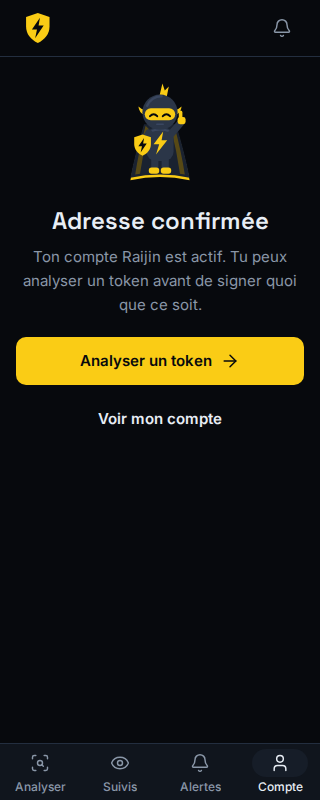 Adresse confirmée
Ton compte Raijin est actif. Tu peux
analyser un token avant de signer quoi
que ce soit.
Analyser un token
Voir mon compte
Analyser
Suivis
Alertes
Compte